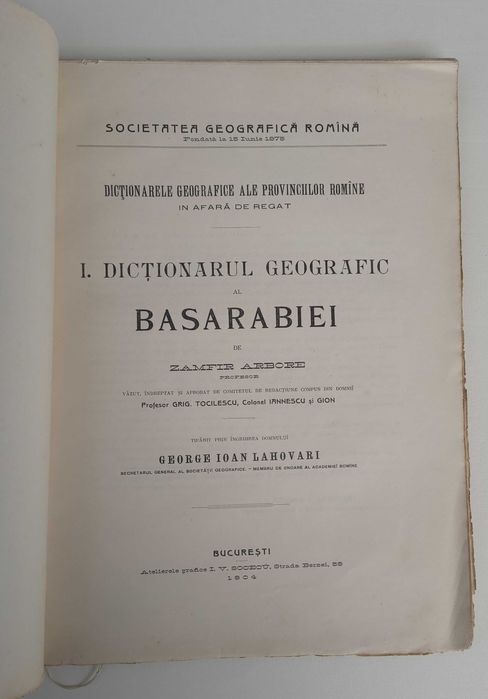 SOCIETATEA GEOGRAFICĂ ROMÎNĂ
Fondată la 15 Iunie 1875
DICȚIONARELE GEOGRAFICE ALE PROVINCIILOR ROMÎNE
IN AFARĂ DE REGAT
I. DICȚIONARUL GEOGRAFIC
AL
BASARABIEI
DE
ZAMFIR ARBORE
PROFESOR
VĂZUT, ÎNDREPTAT ȘI APROBAT DE COMITETUL DE REDACȚIUNE COMPUS DIN DOMNII
Profesor GRIG. TOCILESCU, Colonel IANNESCU și GION
TIPĂRIT PRIN ÎNGRIJIREA DOMNULUI
GEORGE IOAN LAHOVARI
SECRETARUL GENERAL AL SOCIETĂȚII GEOGRAFICE. – MEMBRU DE ONOARE AL ACADEMIEI ROMÎNE
BUCUREȘTI
Atelierele grafice I. V. SOCECŬ, Strada Berzei, 59
1904